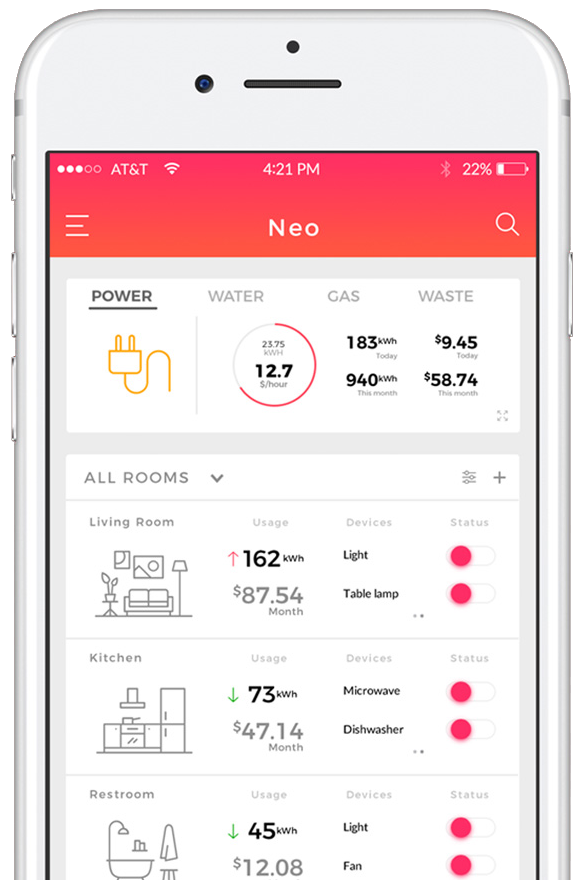 AT&T 4:21 PM 22%
Neo
POWER WATER GAS WASTE
23.75
kWH
12.7
$/hour
183kWh
Today
$9.45
Today
940kWh
This month
$58.74
This month
ALL ROOMS
Living Room Usage Devices Status
162 kWh Light
$87.54 Table lamp
Month
Kitchen Usage Devices Status
73kWh Microwave
$47.14 Dishwasher
Month
Restroom Usage Devices Status
45kWh Light
$12.08 Fan